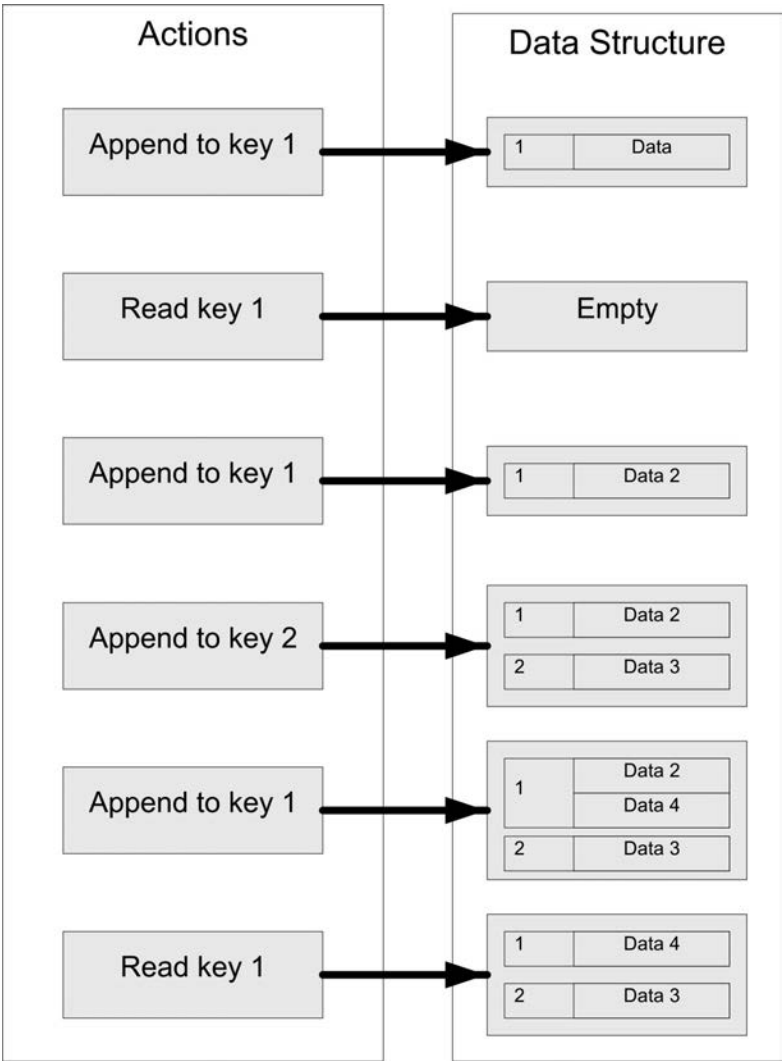 Actions
Data Structure
Append to key 1
1 Data
Read key 1
Empty
Append to key 1
1 Data 2
Append to key 2
1 Data 2
2 Data 3
Append to key 1
1
Data 2
Data 4
2 Data 3
Read key 1
1 Data 4
2 Data 3